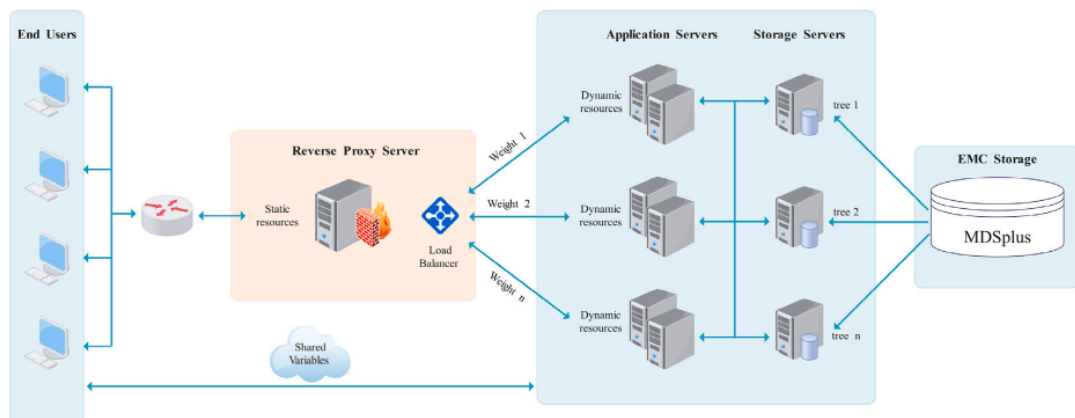 End Users
Reverse Proxy Server
Static
resources
Load
Balancer
Weight 1
Weight 2
Weight n
Shared
Variables
Application Servers
Storage Servers
Dynamic
resources
tree 1
Dynamic
resources
tree 2
Dynamic
resources
tree n
EMC Storage
MDSplus